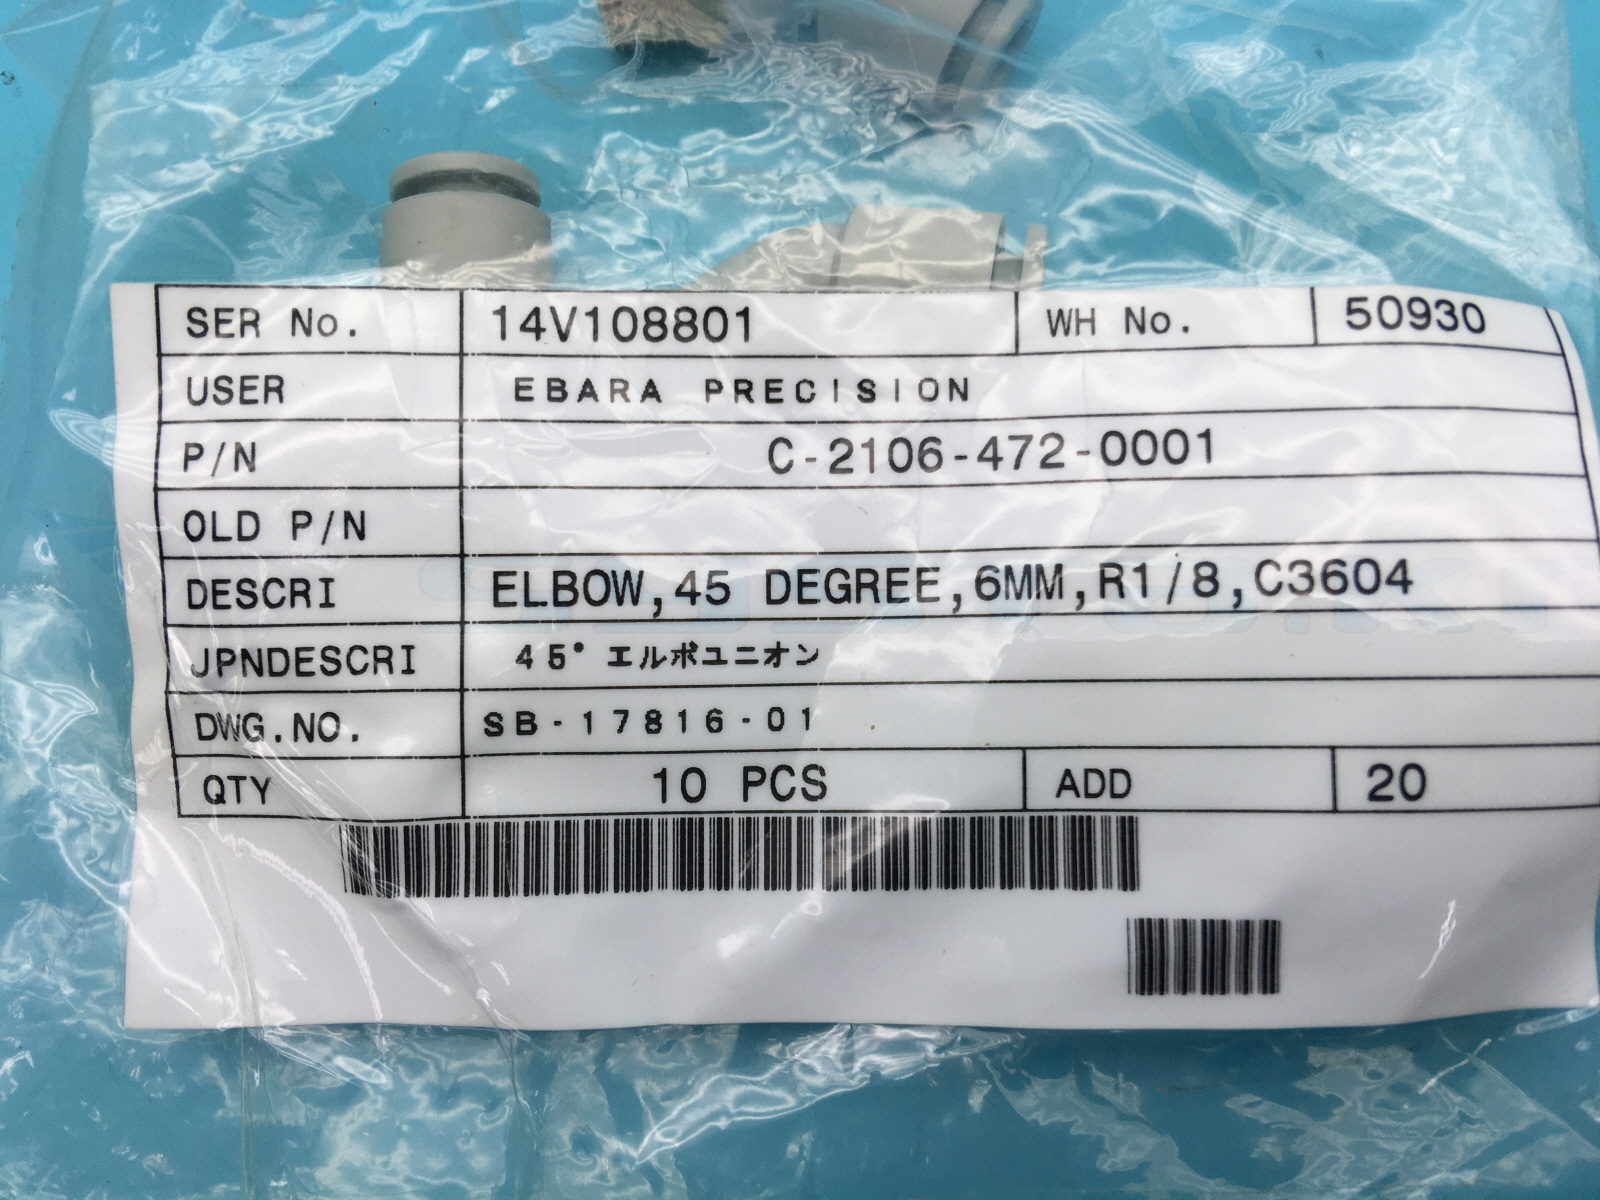 SER No. 14V108801 WH No. 50930
USER EBARA PRECISION
P/N C-2106-472-0001
OLD P/N
DESCRI ELBOW,45 DEGREE,6MM,R1/8,C3604
JPNDESCRI 45°エルボユニオン
DWG.NO. SB-17816-01
QTY 10 PCS ADD 20